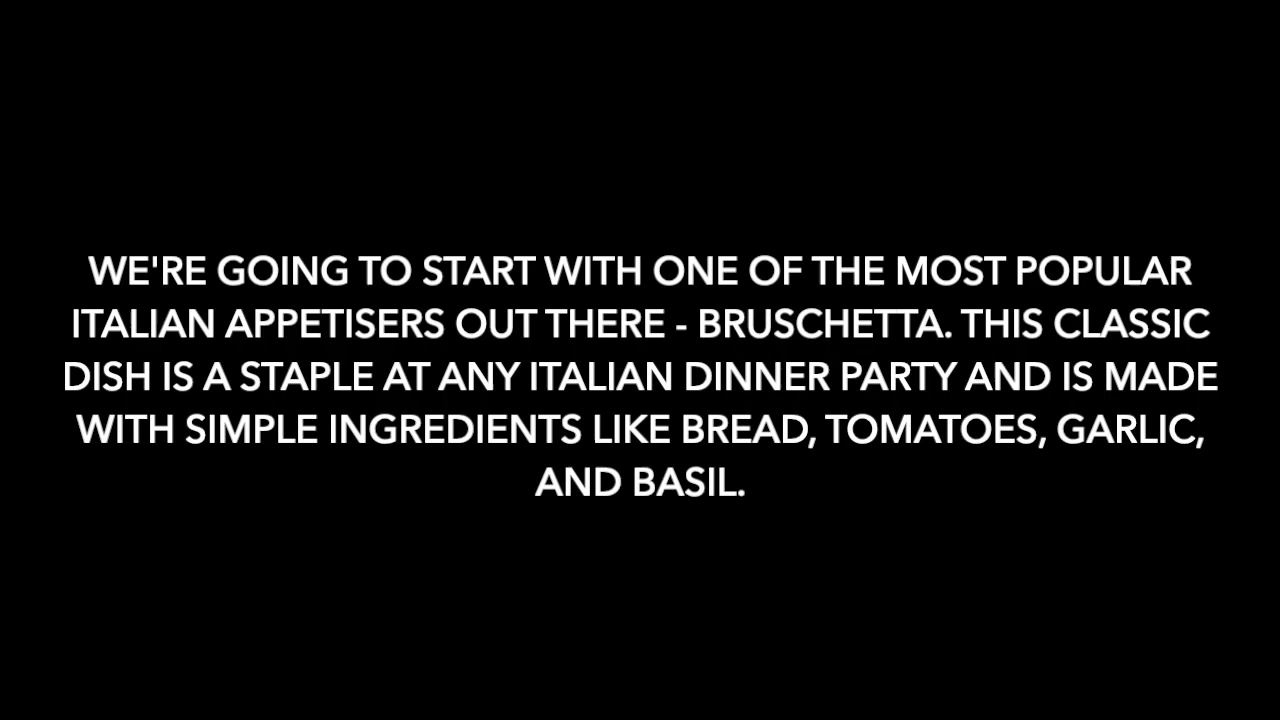 WE'RE GOING TO START WITH ONE OF THE MOST POPULAR
ITALIAN APPETISERS OUT THERE - BRUSCHETTA. THIS CLASSIC
DISH IS A STAPLE AT ANY ITALIAN DINNER PARTY AND IS MADE
WITH SIMPLE INGREDIENTS LIKE BREAD, TOMATOES, GARLIC,
AND BASIL.